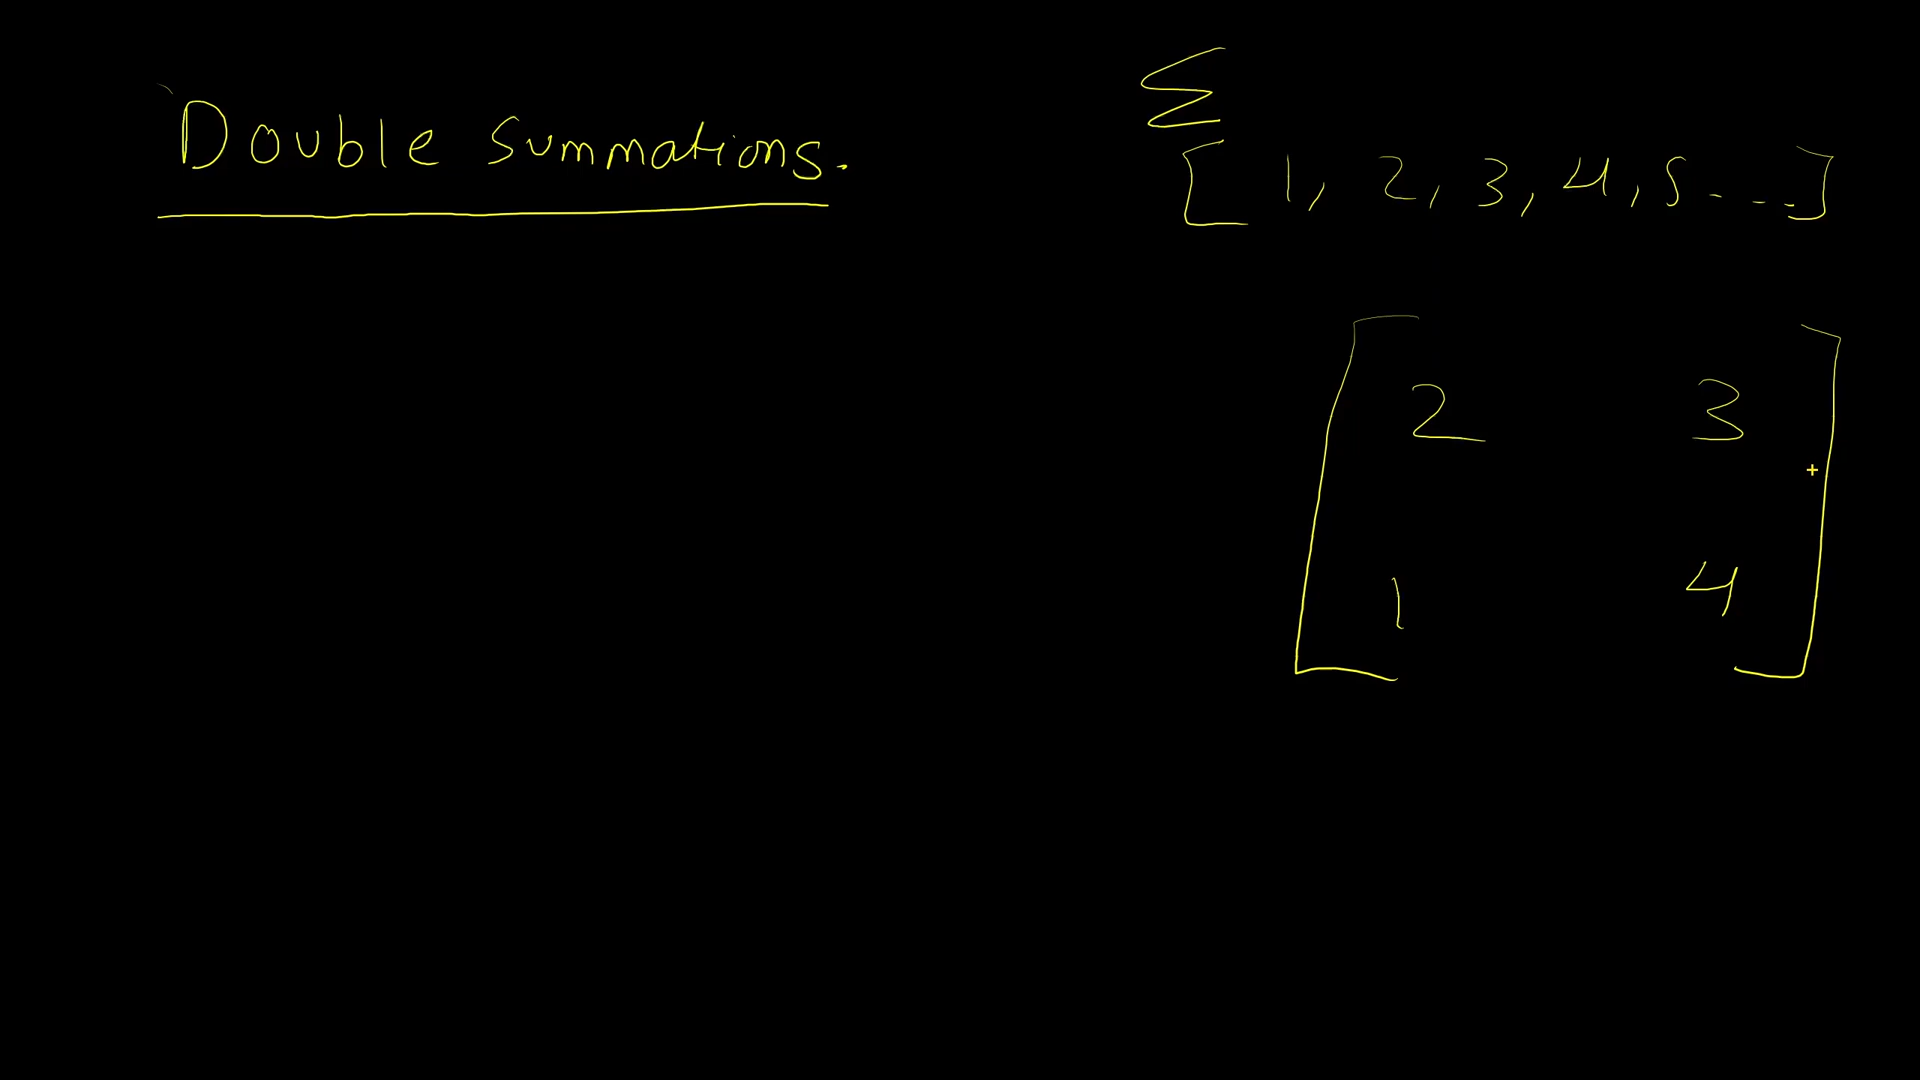 Double Summations.
Σ
[ 1, 2, 3, 4, 5 - - - ]
2 3
1 4